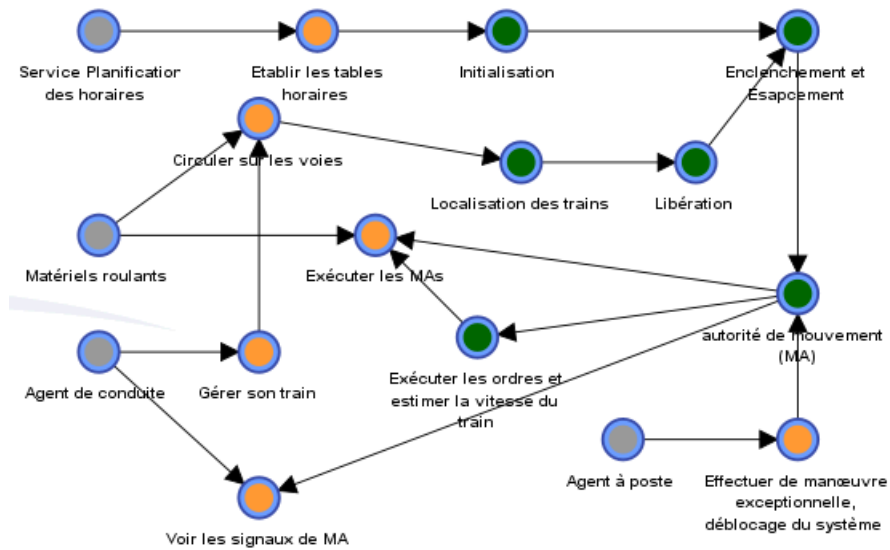 Service Planification
des horaires
Etablir les tables
horaires
Initialisation
Enclenchement et
Esapcement
Circuler sur les voies
Localisation des trains
Libération
Matériels roulants
Exécuter les MAs
autorité de mouvement
(MA)
Agent de conduite
Gérer son train
Exécuter les ordres et
estimer la vitesse du
train
Agent à poste
Effectuer de manœuvre
exceptionnelle,
déblocage du système
Voir les signaux de MA